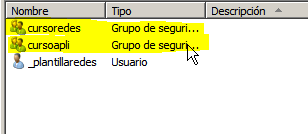 Nombre Tipo Descripción
cursoredes Grupo de seguri...
cursoapli Grupo de seguri...
_plantillaredes Usuario